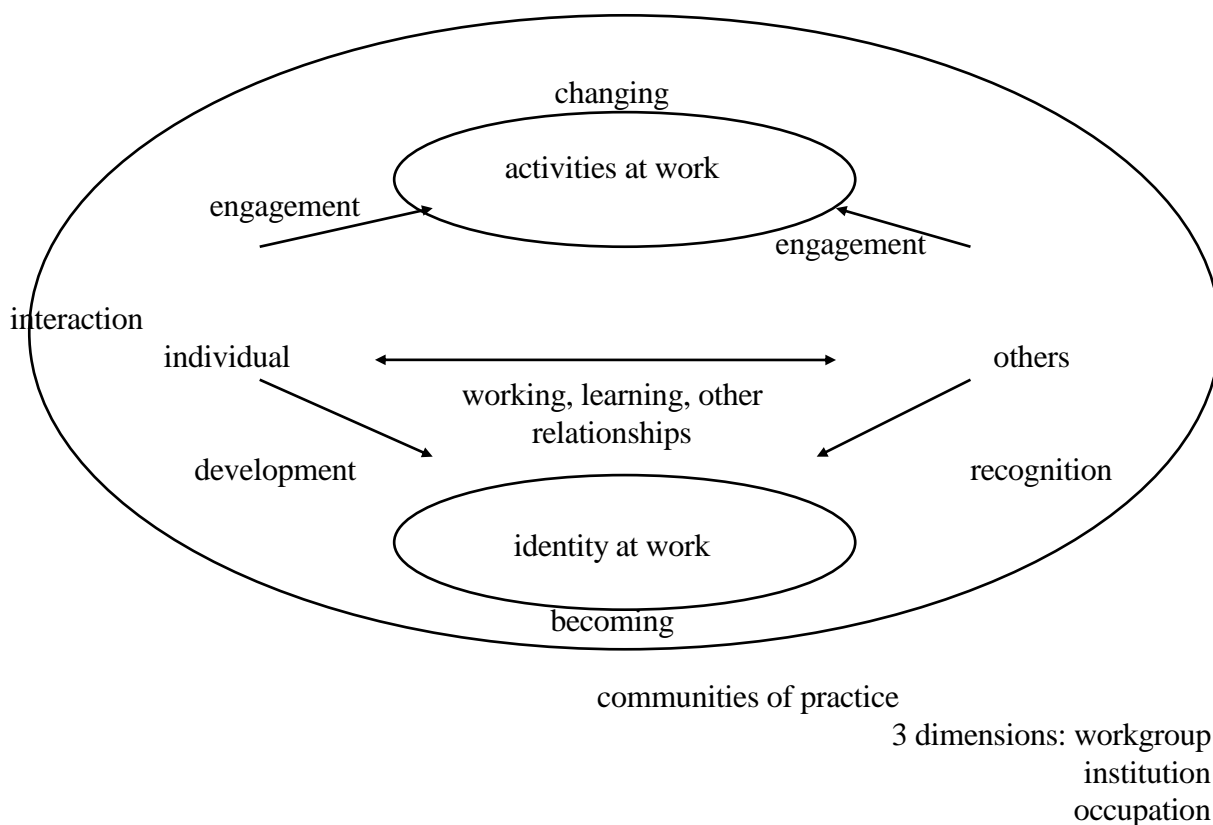 changing
activities at work
engagement
engagement
interaction
individual
others
working, learning, other
relationships
development
recognition
identity at work
becoming
communities of practice
3 dimensions: workgroup
institution
occupation